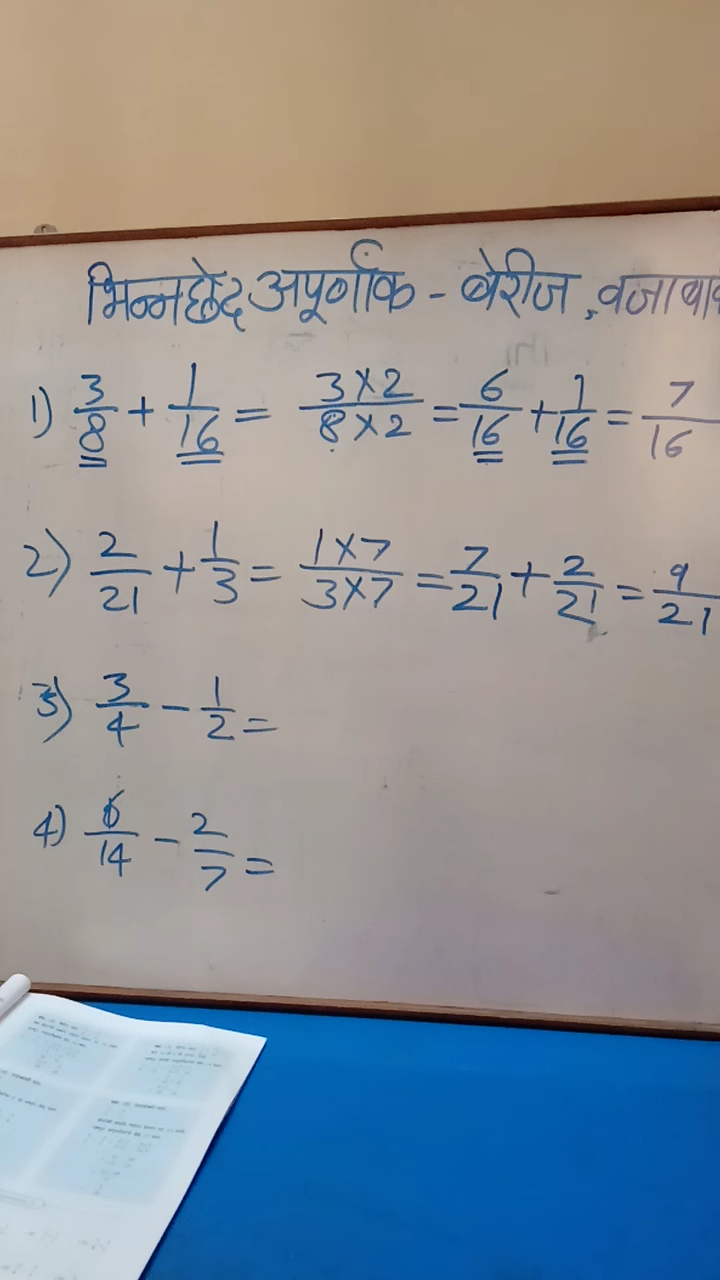 भिन्नछेद अपूर्णांक - बेरीज, वजाबा
1) 3/8 + 1/16 = 3×2/8×2 = 6/16 + 1/16 = 7/16
2) 2/21 + 1/3 = 1×7/3×7 = 7/21 + 2/21 = 9/21
3) 3/4 - 1/2 =
4) 6/14 - 2/7 =